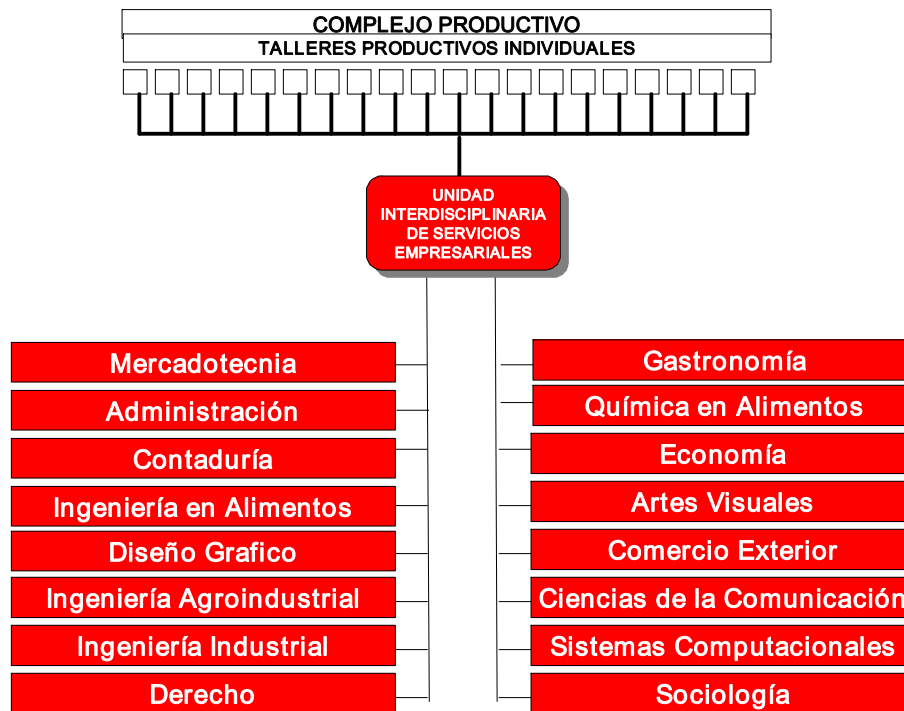 COMPLEJO PRODUCTIVO
TALLERES PRODUCTIVOS INDIVIDUALES
UNIDAD
INTERDISCIPLINARIA
DE SERVICIOS
EMPRESARIALES
Mercadotecnia
Administración
Contaduría
Ingeniería en Alimentos
Diseño Grafico
Ingeniería Agroindustrial
Ingeniería Industrial
Derecho
Gastronomía
Química en Alimentos
Economía
Artes Visuales
Comercio Exterior
Ciencias de la Comunicación
Sistemas Computacionales
Sociología